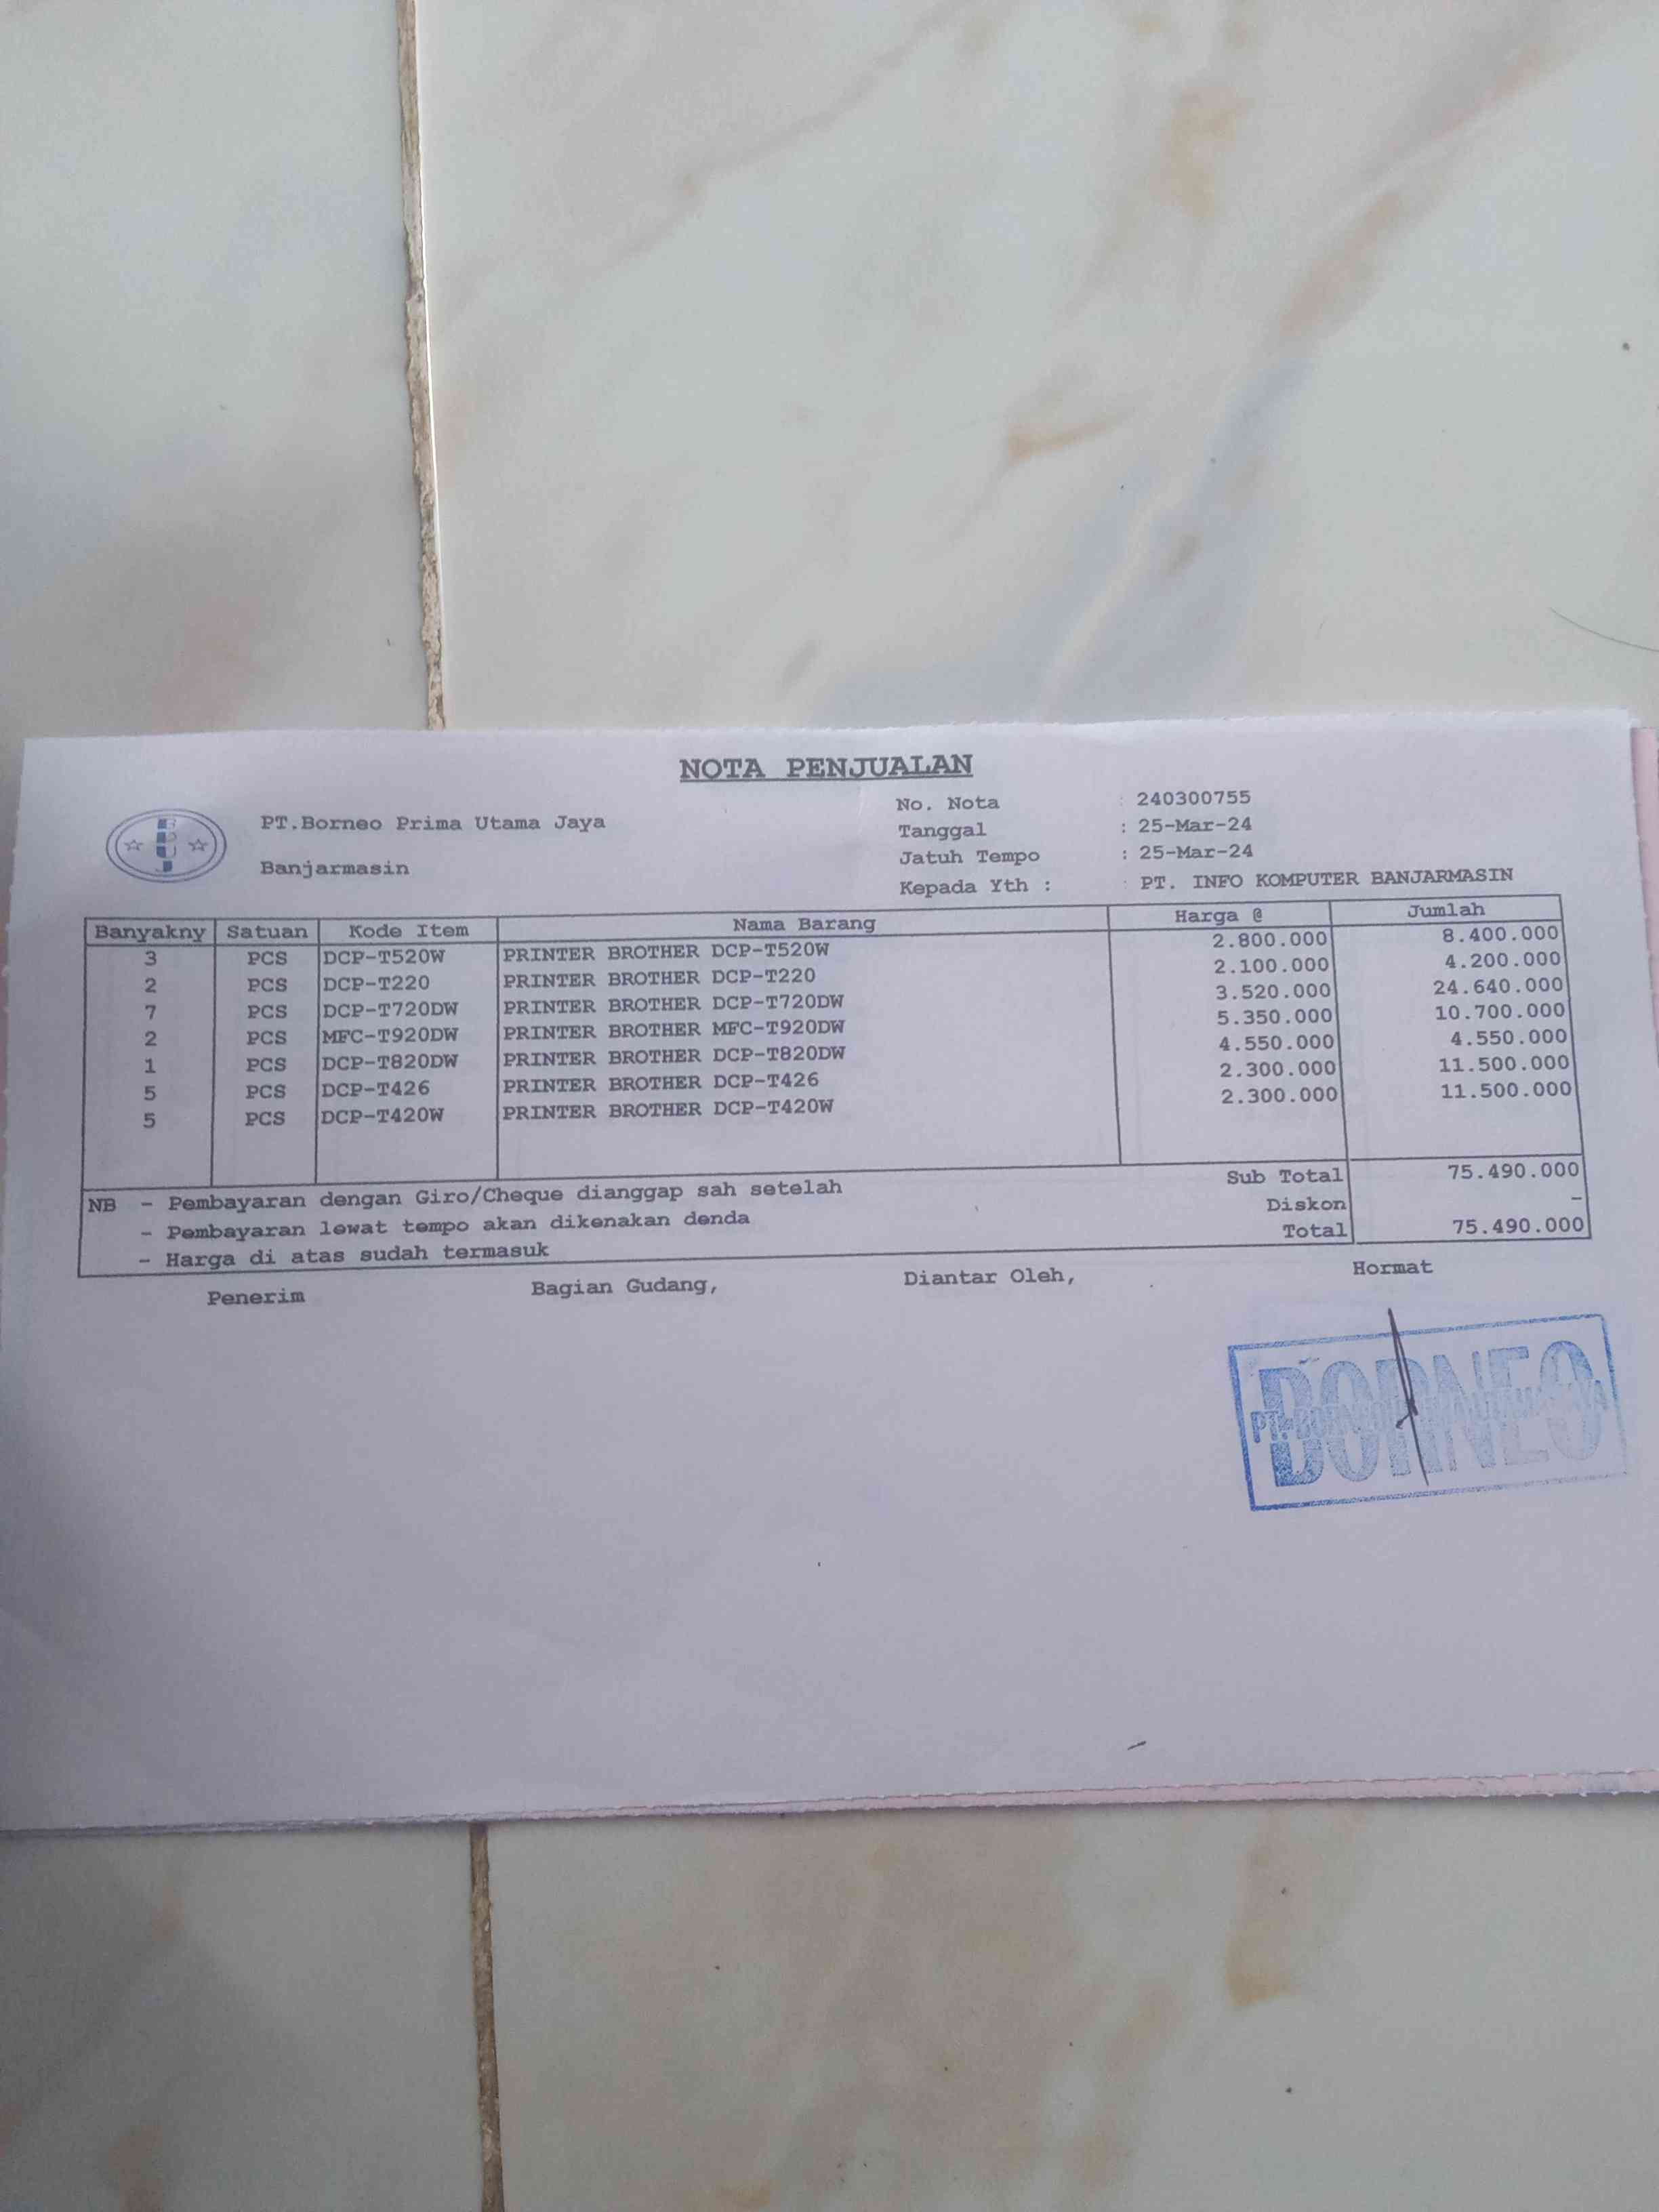 NOTA PENJUALAN
BPUJ
PT.Borneo Prima Utama Jaya
Banjarmasin
No. Nota : 240300755
Tanggal : 25-Mar-24
Jatuh Tempo : 25-Mar-24
Kepada Yth : : PT. INFO KOMPUTER BANJARMASIN
Banyakny Satuan Kode Item Nama Barang Harga @ Jumlah
3 PCS DCP-T520W PRINTER BROTHER DCP-T520W 2.800.000 8.400.000
2 PCS DCP-T220 PRINTER BROTHER DCP-T220 2.100.000 4.200.000
7 PCS DCP-T720DW PRINTER BROTHER DCP-T720DW 3.520.000 24.640.000
2 PCS MFC-T920DW PRINTER BROTHER MFC-T920DW 5.350.000 10.700.000
1 PCS DCP-T820DW PRINTER BROTHER DCP-T820DW 4.550.000 4.550.000
5 PCS DCP-T426 PRINTER BROTHER DCP-T426 2.300.000 11.500.000
5 PCS DCP-T420W PRINTER BROTHER DCP-T420W 2.300.000 11.500.000
NB - Pembayaran dengan Giro/Cheque dianggap sah setelah
- Pembayaran lewat tempo akan dikenakan denda
- Harga di atas sudah termasuk
Sub Total 75.490.000
Diskon -
Total 75.490.000
Penerim Bagian Gudang, Diantar Oleh, Hormat
BORNEO
PT. BORNEO PRIMA UTAMA JAYA